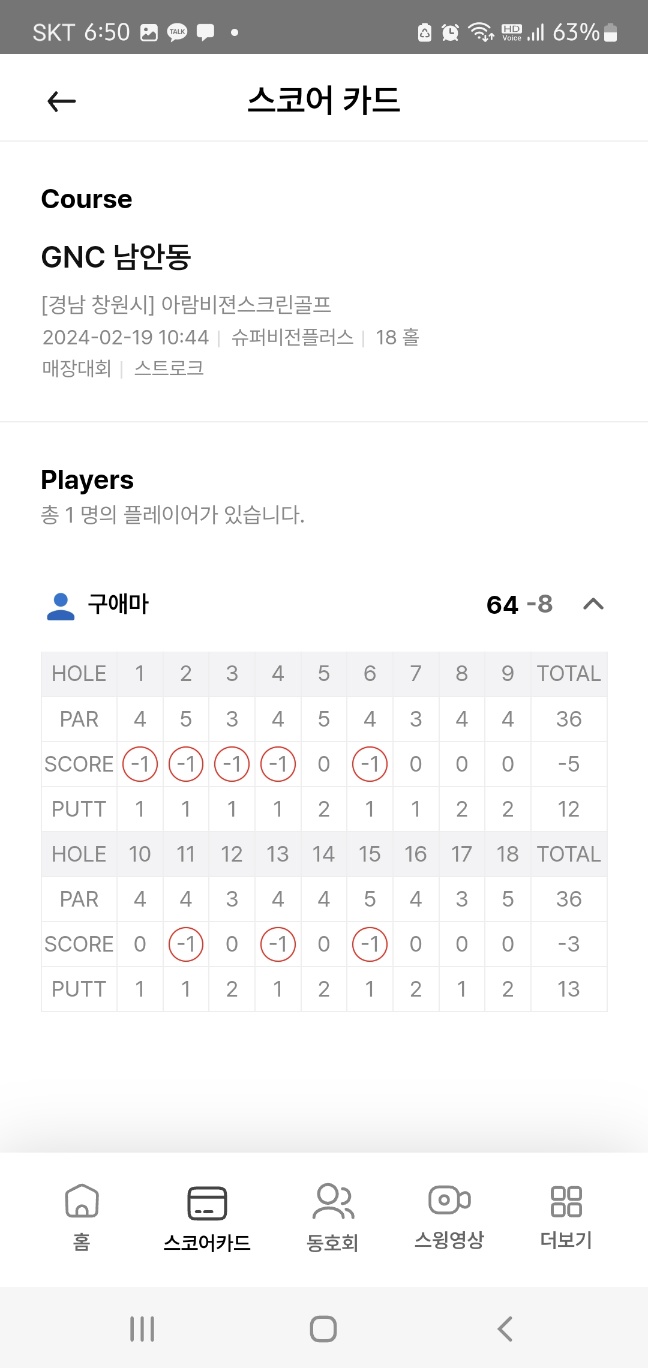 SKT 6:50 TALK HD Voice 63%
스코어 카드
Course
GNC 남안동
[경남 창원시] 아람비젼스크린골프
2024-02-19 10:44 | 슈퍼비전플러스 | 18 홀
매장대회 | 스트로크
Players
총 1 명의 플레이어가 있습니다.
구애마 64 -8
HOLE 1 2 3 4 5 6 7 8 9 TOTAL
PAR 4 5 3 4 5 4 3 4 4 36
SCORE -1 -1 -1 -1 0 -1 0 0 0 -5
PUTT 1 1 1 1 2 1 1 2 2 12
HOLE 10 11 12 13 14 15 16 17 18 TOTAL
PAR 4 4 3 4 4 5 4 3 5 36
SCORE 0 -1 0 -1 0 -1 0 0 0 -3
PUTT 1 1 2 1 2 1 2 1 2 13
홈 스코어카드 동호회 스윙영상 더보기